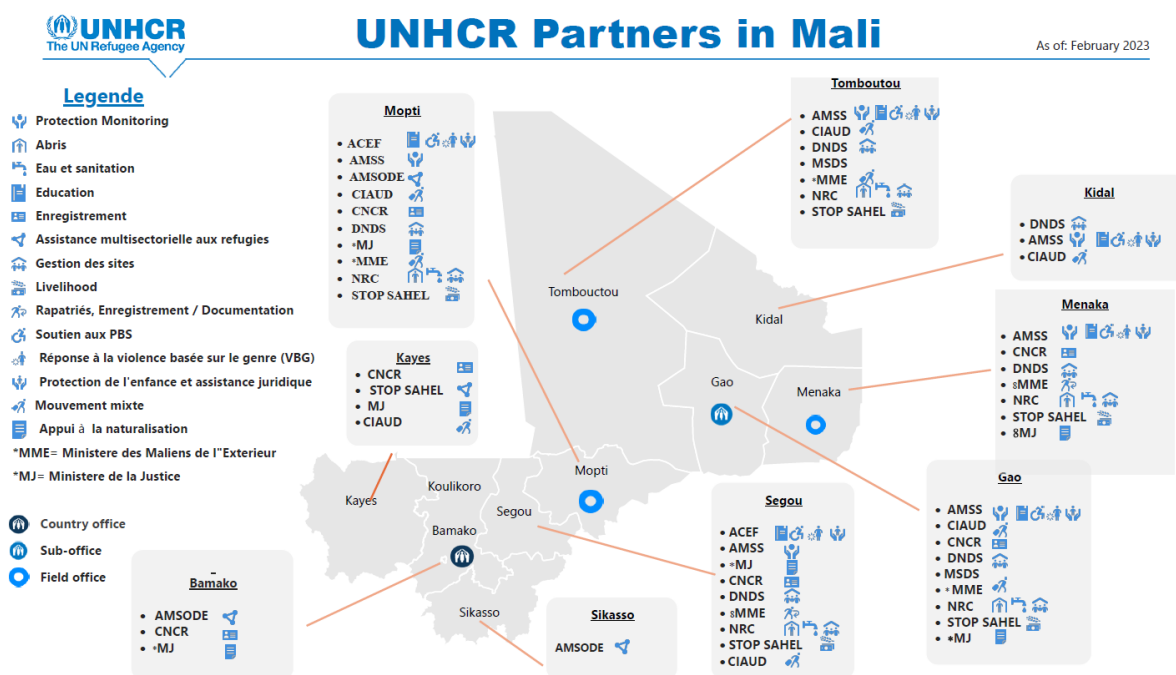 UNHCR
The UN Refugee Agency
UNHCR Partners in Mali
As of: February 2023
Legende
Protection Monitoring
Abris
Eau et sanitation
Education
Enregistrement
Assistance multisectorielle aux refugies
Gestion des sites
Livelihood
Rapatriés, Enregistrement / Documentation
Soutien aux PBS
Réponse à la violence basée sur le genre (VBG)
Protection de l'enfance et assistance juridique
Mouvement mixte
Appui à la naturalisation
*MME= Ministere des Maliens de l"Exterieur
*MJ= Ministere de la Justice
Country office
Sub-office
Field office
Mopti
• ACEF
• AMSS
• AMSODE
• CIAUD
• CNCR
• DNDS
• *MJ
• *MME
• NRC
• STOP SAHEL
Kayes
• CNCR
• STOP SAHEL
• MJ
• CIAUD
Tomboutou
• AMSS
• CIAUD
• DNDS
• MSDS
• *MME
• NRC
• STOP SAHEL
Kidal
• DNDS
• AMSS
• CIAUD
Menaka
• AMSS
• CNCR
• DNDS
• 8MME
• NRC
• STOP SAHEL
• 8MJ
Gao
• AMSS
• CIAUD
• CNCR
• DNDS
• MSDS
• *MME
• NRC
• STOP SAHEL
• *MJ
Segou
• ACEF
• AMSS
• *MJ
• CNCR
• DNDS
• 8MME
• NRC
• STOP SAHEL
• CIAUD
Sikasso
AMSODE
Bamako
• AMSODE
• CNCR
• *MJ
Tombouctou
Kidal
Gao
Menaka
Mopti
Kayes
Koulikoro
Segou
Bamako
Sikasso